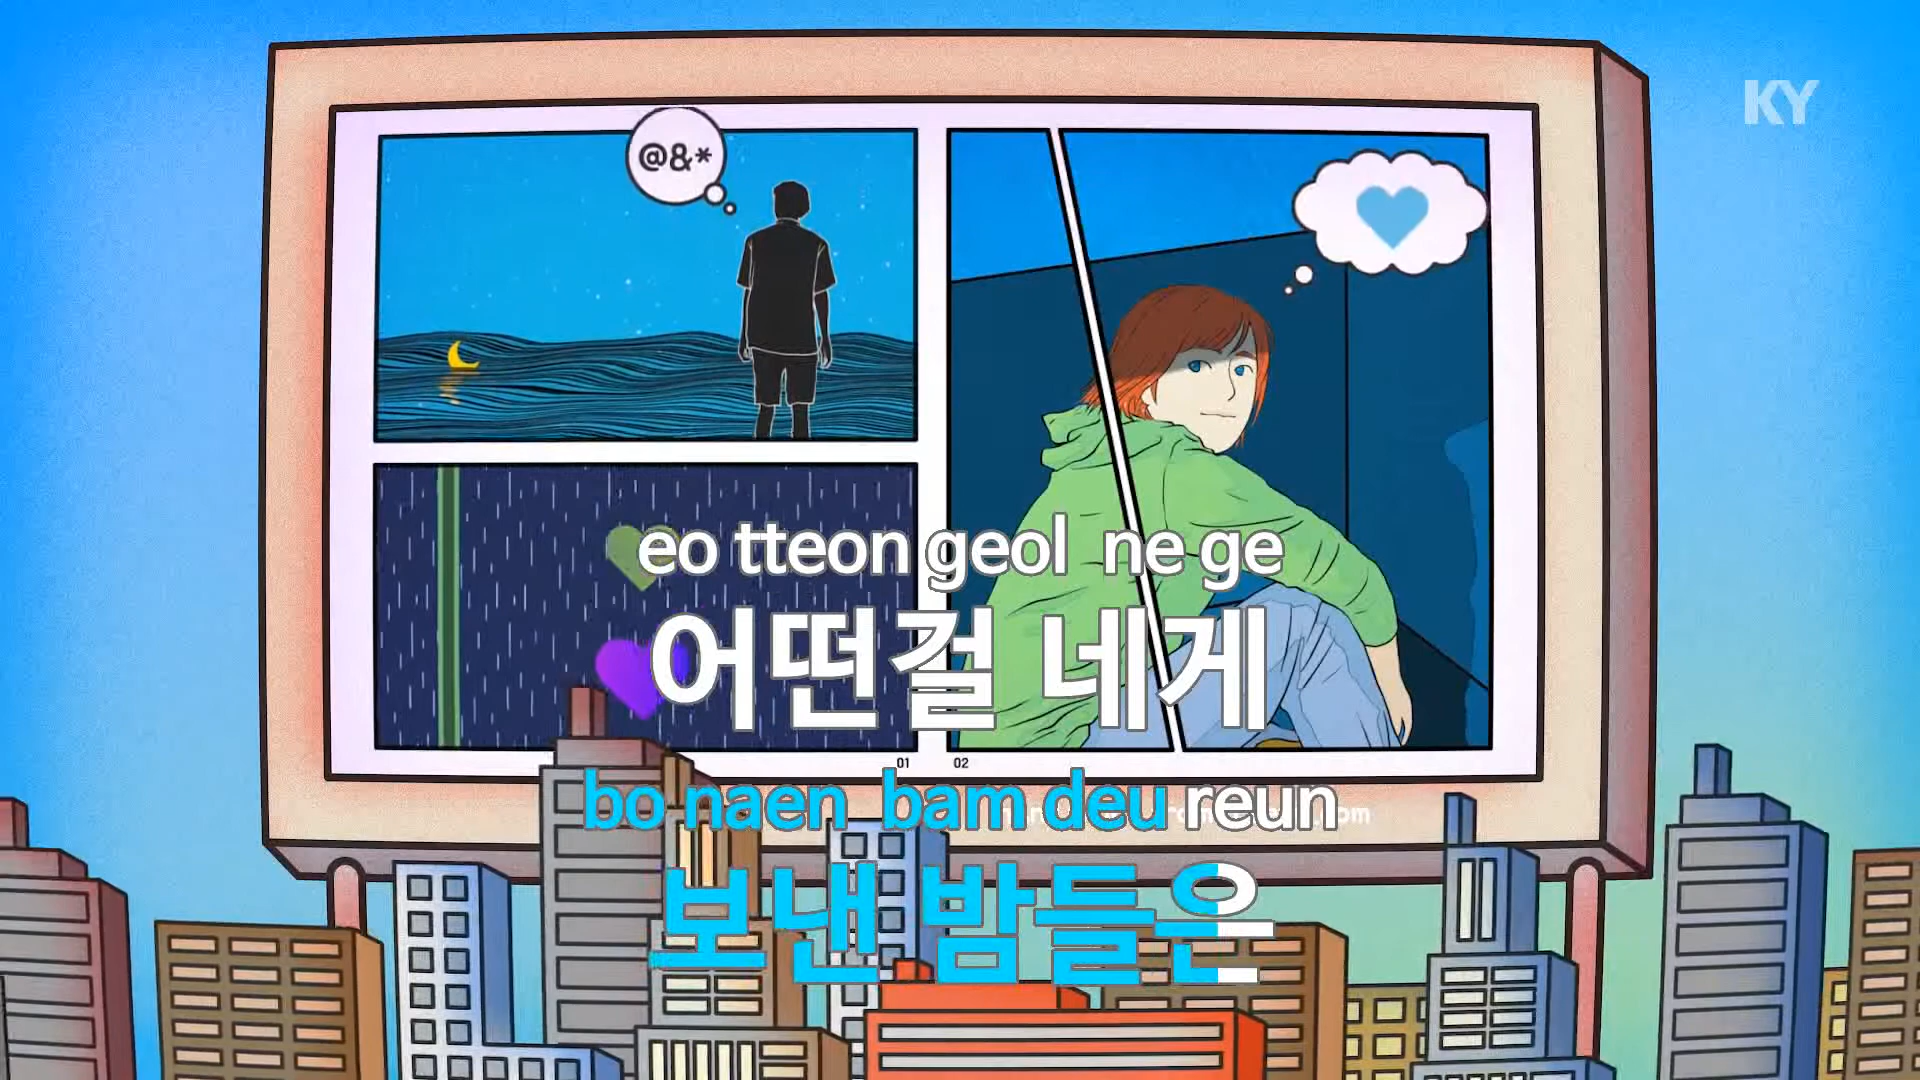 KY
@&*
eo tteon geol ne ge
어떤걸 네게
01 02
bo naen bam deu reun
보낸 밤들은